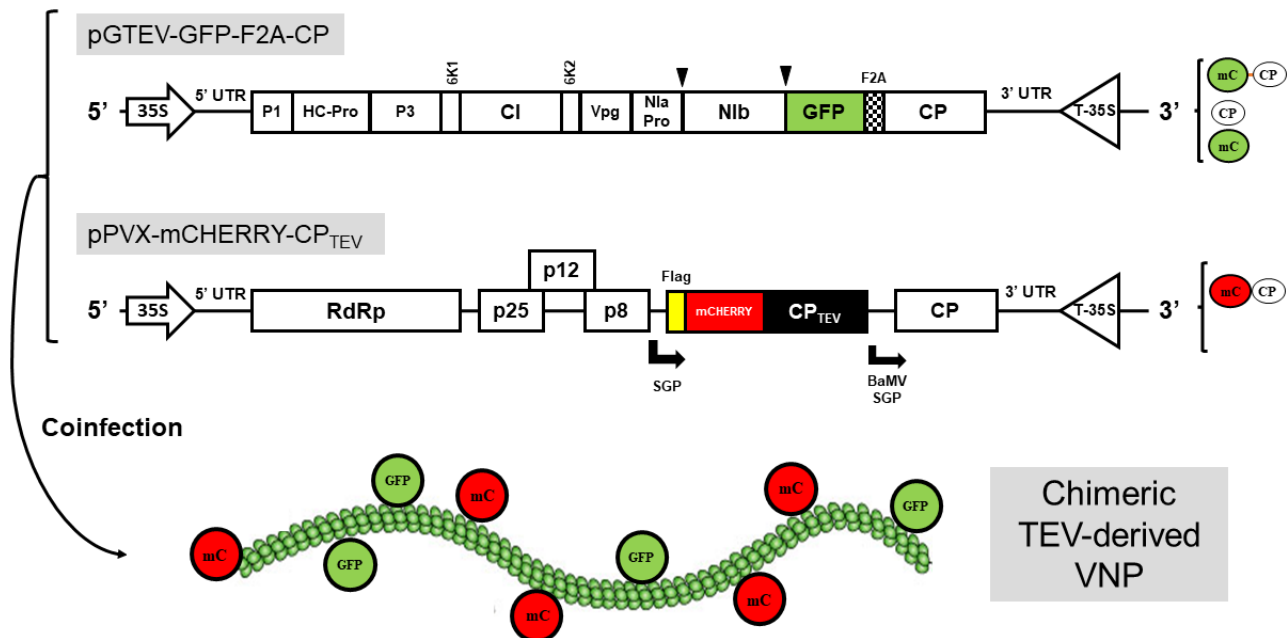 pGTEV-GFP-F2A-CP
5’ 35S 5’ UTR P1 HC-Pro P3 6K1 CI 6K2 Vpg NIa Pro NIb GFP F2A CP 3’ UTR T-35S 3’
mC CP
CP
mC
pPVX-mCHERRY-CPTEV
5’ 35S 5’ UTR RdRp p25 p12 p8 Flag mCHERRY CPTEV CP 3’ UTR T-35S 3’
mC CP
SGP
BaMV
SGP
Coinfection
mC GFP GFP mC mC GFP mC mC GFP
Chimeric
TEV-derived
VNP